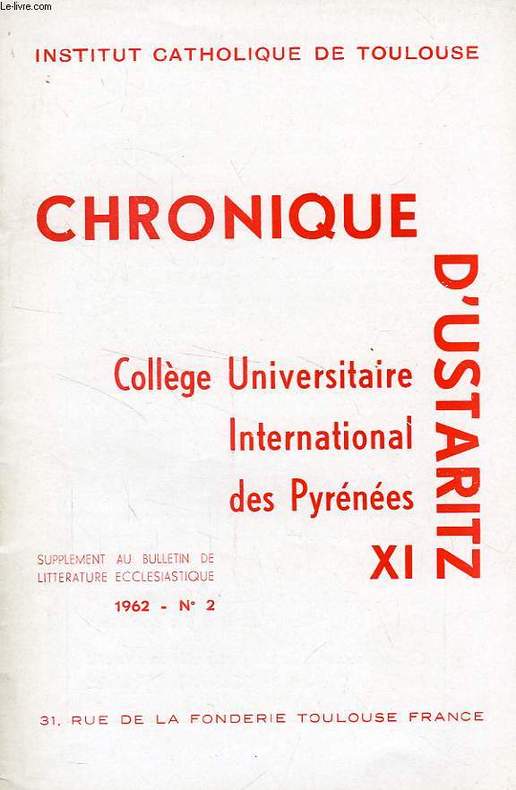 Le-livre.com
INSTITUT CATHOLIQUE DE TOULOUSE
CHRONIQUE
D'USTARITZ
Collège Universitaire
International
des Pyrénées
XI
SUPPLEMENT AU BULLETIN DE
LITTERATURE ECCLESIASTIQUE
1962 - N° 2
31, RUE DE LA FONDERIE TOULOUSE FRANCE